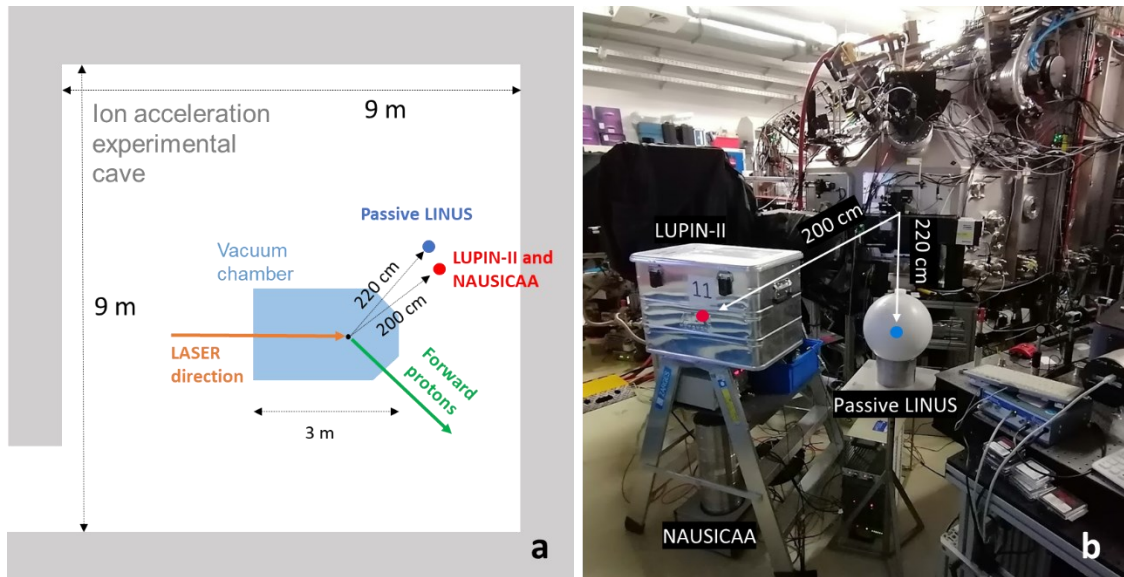 Ion acceleration
experimental
cave
9 m
9 m
Passive LINUS
LUPIN-II and
NAUSICAA
Vacuum
chamber
220 cm
200 cm
LASER
direction
Forward
protons
3 m
a
LUPIN-II
200 cm
220 cm
11
Passive LINUS
NAUSICAA
b